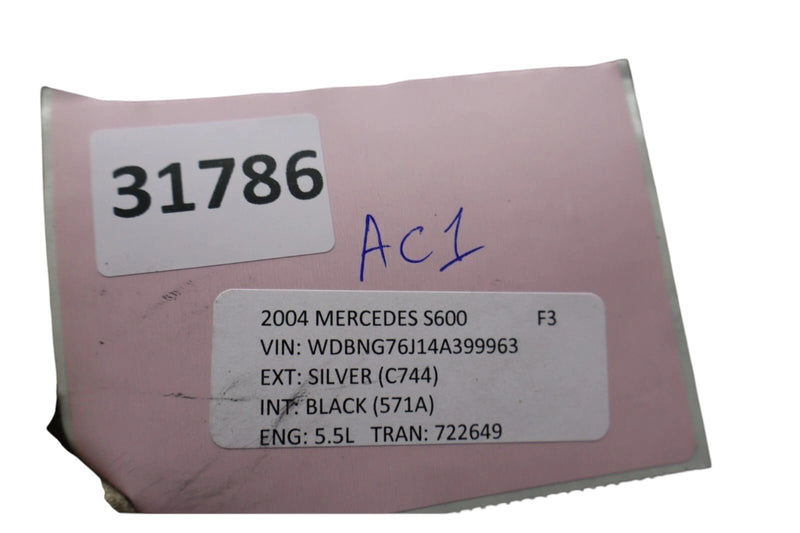 31786
AC1
2004 MERCEDES S600 F3
VIN: WDBNG76J14A399963
EXT: SILVER (C744)
INT: BLACK (571A)
ENG: 5.5L TRAN: 722649